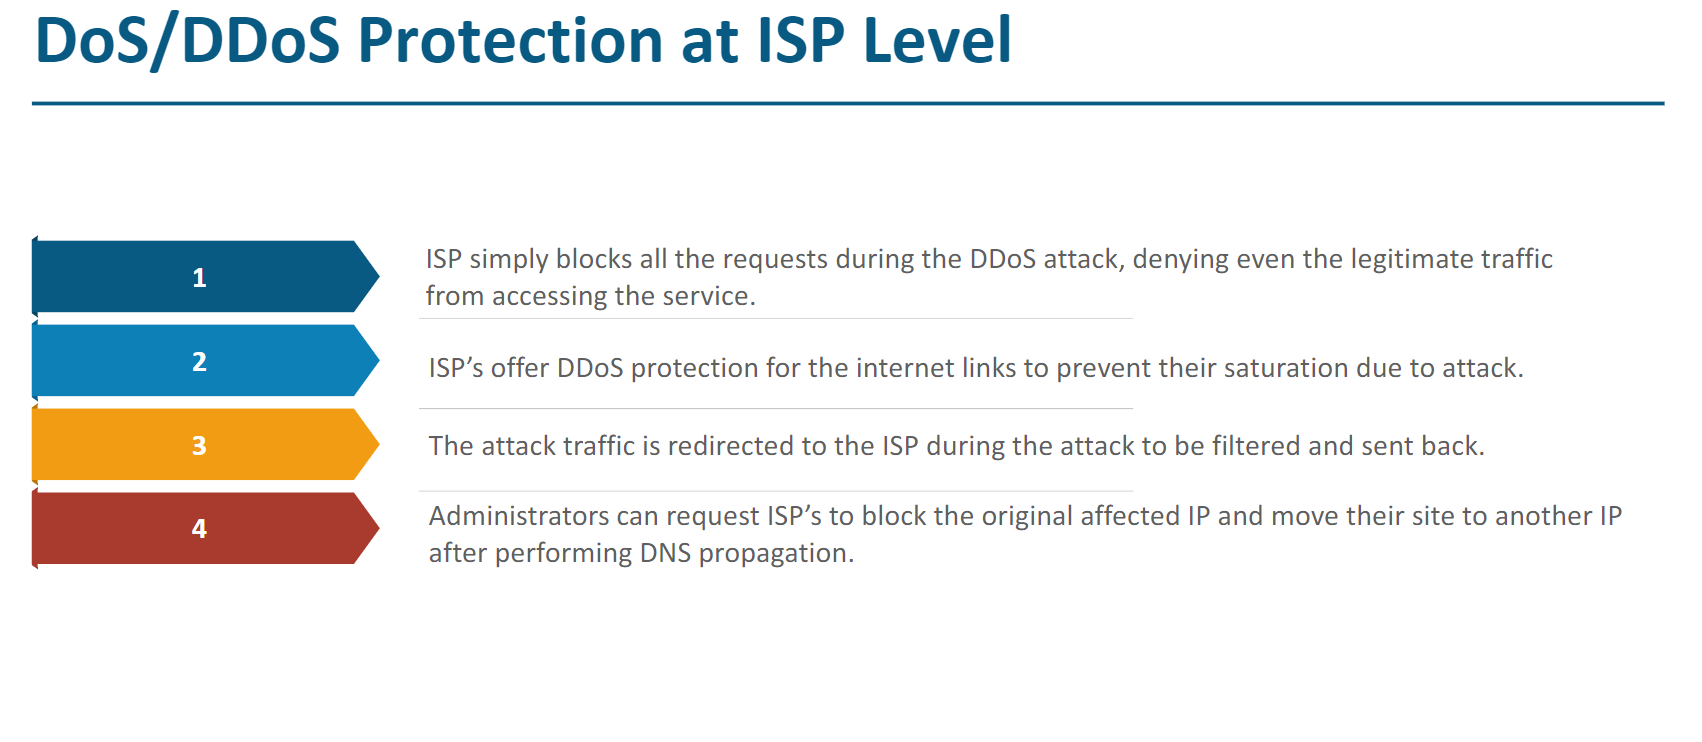 DoS/DDoS Protection at ISP Level
1
ISP simply blocks all the requests during the DDoS attack, denying even the legitimate traffic
from accessing the service.
2
ISP’s offer DDoS protection for the internet links to prevent their saturation due to attack.
3
The attack traffic is redirected to the ISP during the attack to be filtered and sent back.
4
Administrators can request ISP’s to block the original affected IP and move their site to another IP
after performing DNS propagation.